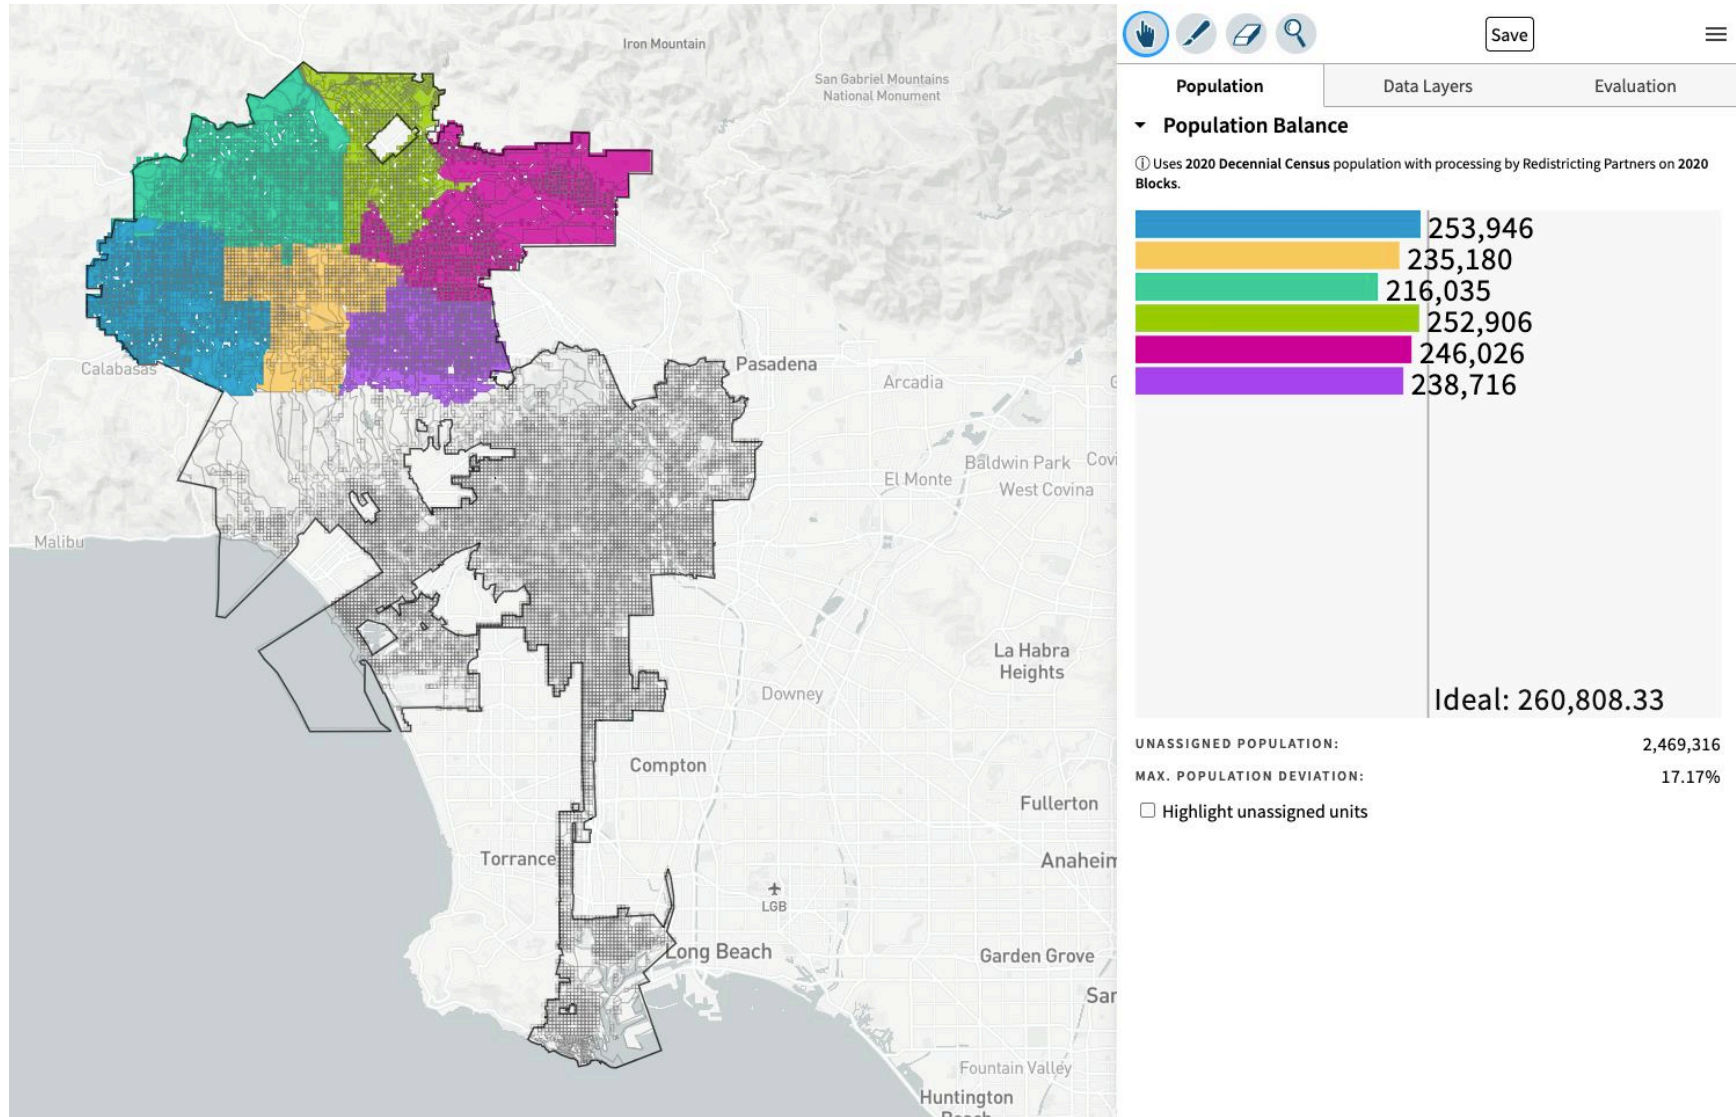 Iron Mountain
San Gabriel Mountains
National Monument
Calabasas
Pasadena
Arcadia
El Monte
Baldwin Park
Covi
West Covina
Malibu
La Habra
Heights
Downey
Compton
Fullerton
Torrance
Anaheim
LGB
Long Beach
Garden Grove
Sar
Fountain Valley
Huntington
Beach
Save
Population
Data Layers
Evaluation
Population Balance
ⓘ Uses 2020 Decennial Census population with processing by Redistricting Partners on 2020
Blocks.
253,946
235,180
216,035
252,906
246,026
238,716
Ideal: 260,808.33
UNASSIGNED POPULATION: 2,469,316
MAX. POPULATION DEVIATION: 17.17%
Highlight unassigned units